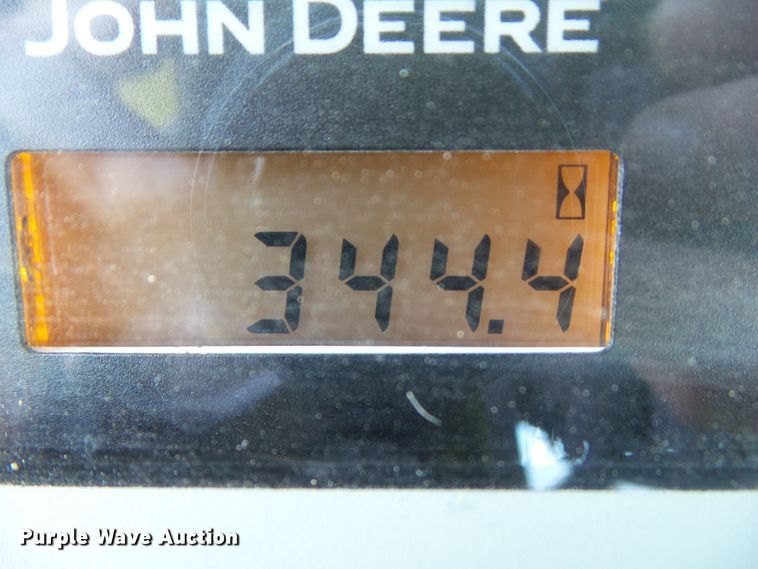 JOHN DEERE
344.4
Purple Wave Auction